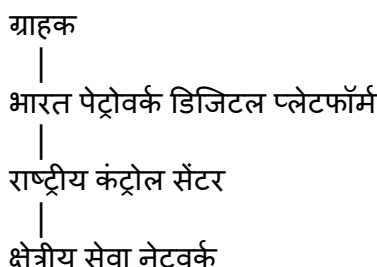 ग्राहक
|
भारत पेट्रोवर्क डिजिटल प्लेटफॉर्म
|
राष्ट्रीय कंट्रोल सेंटर
|
क्षेत्रीय सेवा नेटवर्क